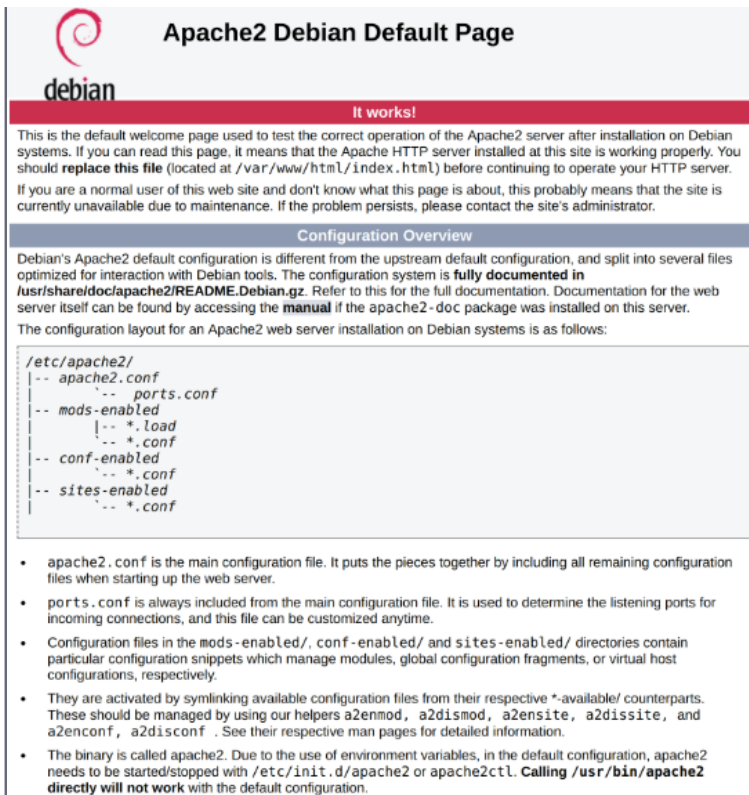 Apache2 Debian Default Page
debian
It works!
This is the default welcome page used to test the correct operation of the Apache2 server after installation on Debian
systems. If you can read this page, it means that the Apache HTTP server installed at this site is working properly. You
should replace this file (located at /var/www/html/index.html) before continuing to operate your HTTP server.
If you are a normal user of this web site and don't know what this page is about, this probably means that the site is
currently unavailable due to maintenance. If the problem persists, please contact the site's administrator.
Configuration Overview
Debian's Apache2 default configuration is different from the upstream default configuration, and split into several files
optimized for interaction with Debian tools. The configuration system is fully documented in
/usr/share/doc/apache2/README.Debian.gz. Refer to this for the full documentation. Documentation for the web
server itself can be found by accessing the manual if the apache2-doc package was installed on this server.
The configuration layout for an Apache2 web server installation on Debian systems is as follows:
/etc/apache2/
|-- apache2.conf
|       `--  ports.conf
|-- mods-enabled
|       |-- *.load
|       `-- *.conf
|-- conf-enabled
|       `-- *.conf
|-- sites-enabled
|       `-- *.conf
• apache2.conf is the main configuration file. It puts the pieces together by including all remaining configuration
files when starting up the web server.
• ports.conf is always included from the main configuration file. It is used to determine the listening ports for
incoming connections, and this file can be customized anytime.
• Configuration files in the mods-enabled/, conf-enabled/ and sites-enabled/ directories contain
particular configuration snippets which manage modules, global configuration fragments, or virtual host
configurations, respectively.
• They are activated by symlinking available configuration files from their respective *-available/ counterparts.
These should be managed by using our helpers a2enmod, a2dismod, a2ensite, a2dissite, and
a2enconf, a2disconf . See their respective man pages for detailed information.
• The binary is called apache2. Due to the use of environment variables, in the default configuration, apache2
needs to be started/stopped with /etc/init.d/apache2 or apache2ctl. Calling /usr/bin/apache2
directly will not work with the default configuration.